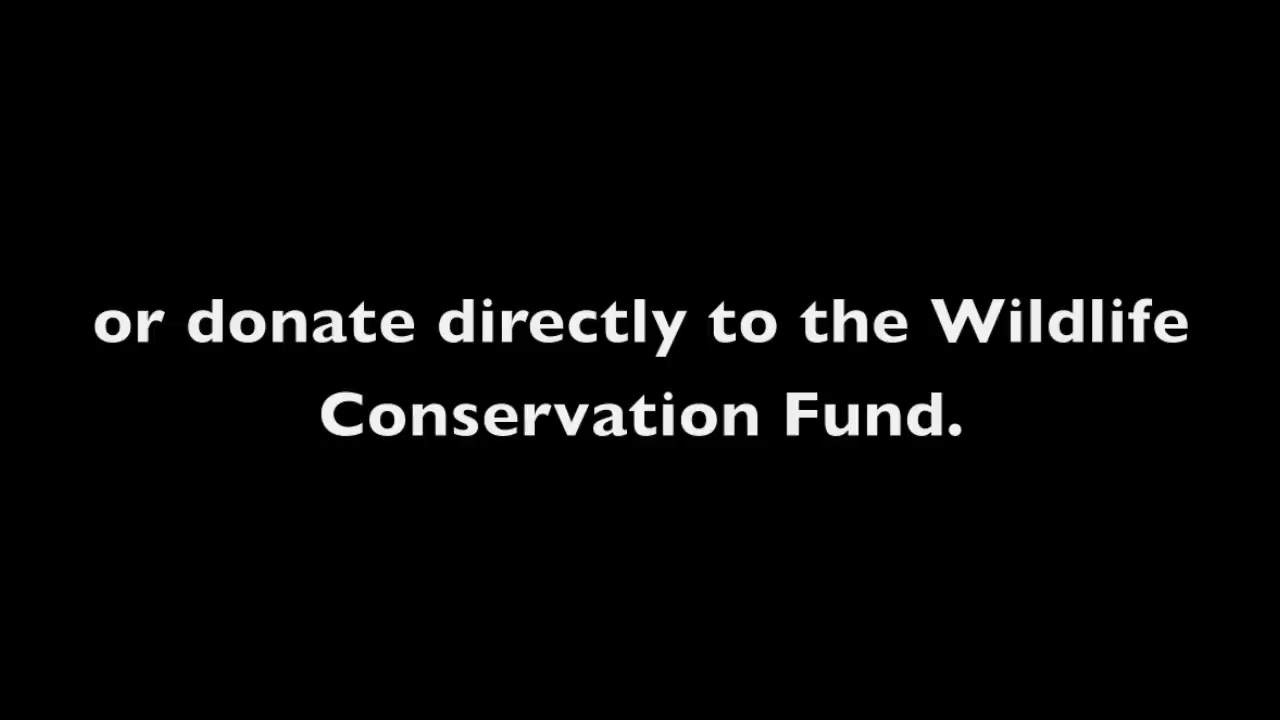 or donate directly to the Wildlife
Conservation Fund.